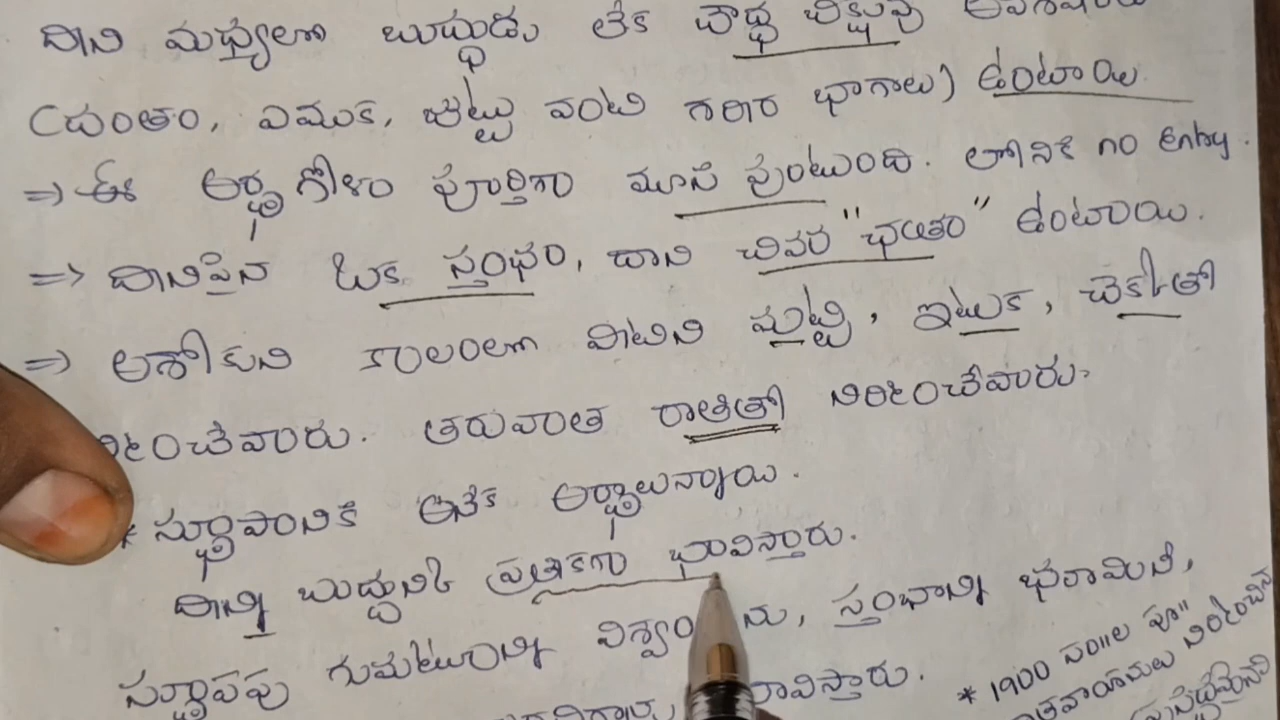 దీని మధ్యలో బుద్ధుడు లేక బౌద్ధ భిక్షువు
(దంతం, ఎముక, జుట్టు వంటి శరీర భాగాలు) ఉంటాయి.
=> ఈ అర్ధ గోళం పూర్తిగా మూసి వుంటుంది. లోనికి no Entry.
=> దీనిపైన ఒక స్తంభం, దాని చివర "ఛత్రా" ఉంటాయి.
=> అశోకుని కాలంలో వీటిని మట్టి, ఇటుక, చెక్కతో
నిర్మించేవారు. తరువాత రాతితో నిర్మించేవారు.
* స్థూపానికి అనేక అర్థాలున్నాయి.
దీన్ని బుద్ధునికి ప్రతీకగా భావిస్తారు.
స్థూపపు గుమటాన్ని విశ్వం ను, స్తంభాన్ని
భావిస్తారు.
* 1900 సం॥ల పూ"
నిర్మించిన